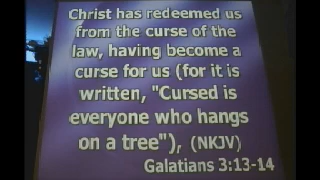 Christ has redeemed us
from the curse of the
law, having become a
curse for us (for it is
written, "Cursed is
everyone who hangs
on a tree"), (NKJV)
Galatians 3:13-14